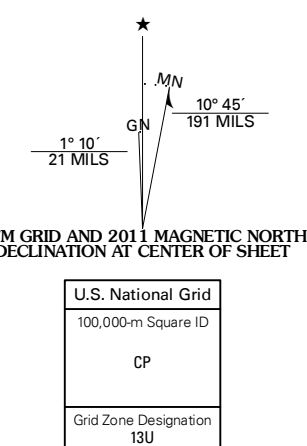 ★
MN
GN
10° 45´
191 MILS
1° 10´
21 MILS
M GRID AND 2011 MAGNETIC NORTH
DECLINATION AT CENTER OF SHEET
U.S. National Grid
100,000-m Square ID
CP
Grid Zone Designation
13U